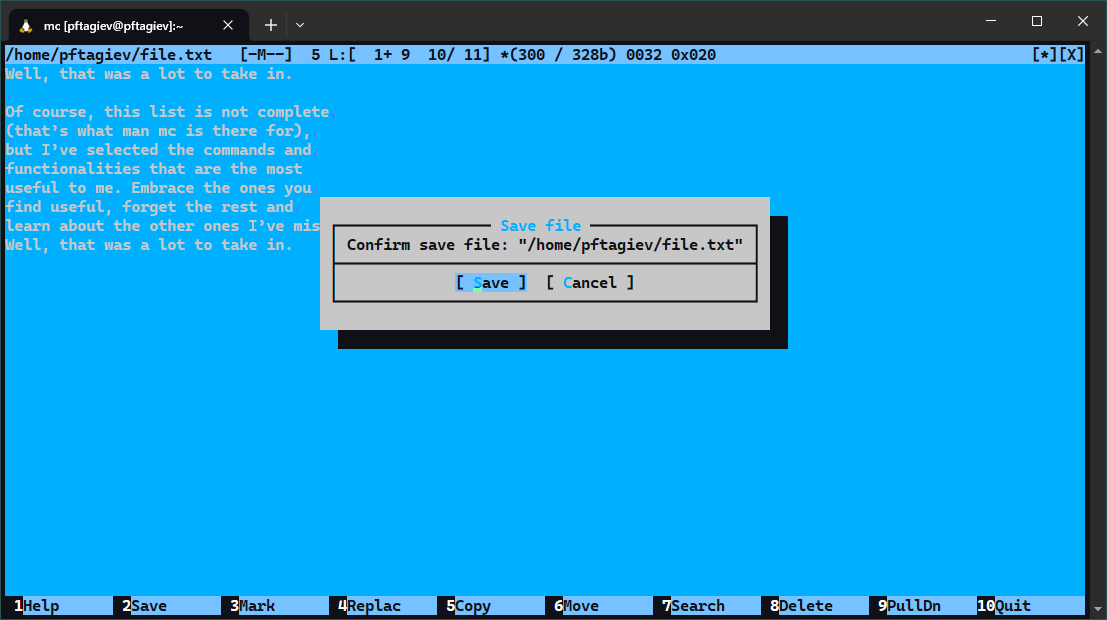 mc [pftagiev@pftagiev]:~
/home/pftagiev/file.txt [-M--] 5 L:[ 1+ 9 10/ 11] *(300 / 328b) 0032 0x020 [*][X]
Well, that was a lot to take in.
Of course, this list is not complete
(that’s what man mc is there for),
but I’ve selected the commands and
functionalities that are the most
useful to me. Embrace the ones you
find useful, forget the rest and
learn about the other ones I’ve mis
Well, that was a lot to take in.
Save file
Confirm save file: "/home/pftagiev/file.txt"
[ Save ] [ Cancel ]
1Help 2Save 3Mark 4Replac 5Copy 6Move 7Search 8Delete 9PullDn 10Quit